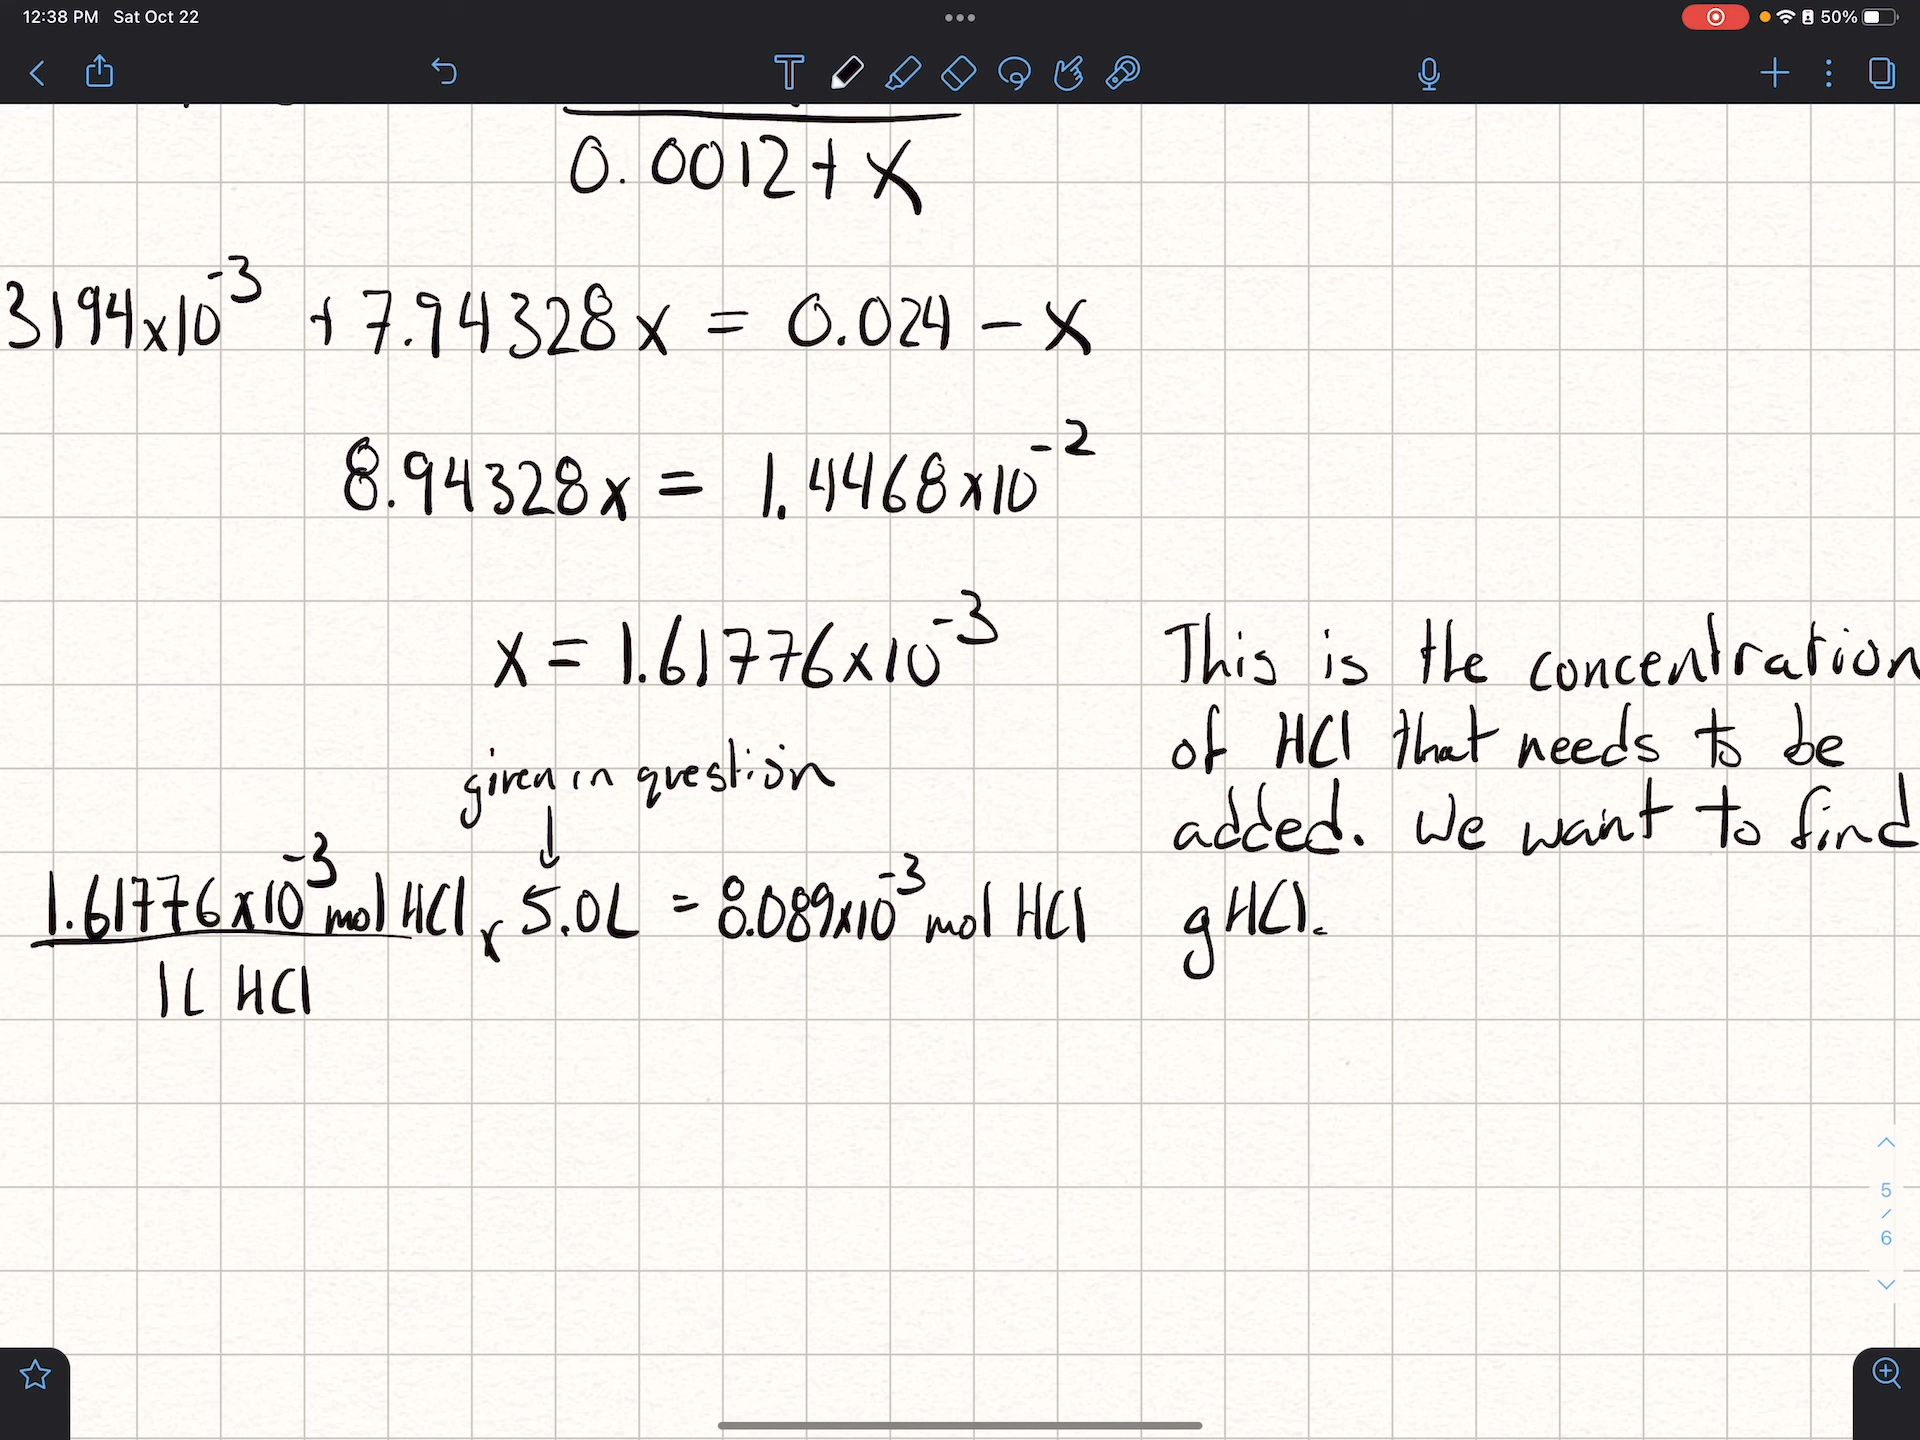 12:38 PM Sat Oct 22
50%
0.0012 + x
3194x10⁻³ + 7.94328x = 0.024 - x
8.94328x = 1.4468x10⁻²
x = 1.61776x10⁻³
This is the concentration
of HCl that needs to be
added. We want to find
g HCl.
given in question
↓
1.61776x10⁻³ mol HCl x 5.0L = 8.089x10⁻³ mol HCl
1L HCl
5
/
6